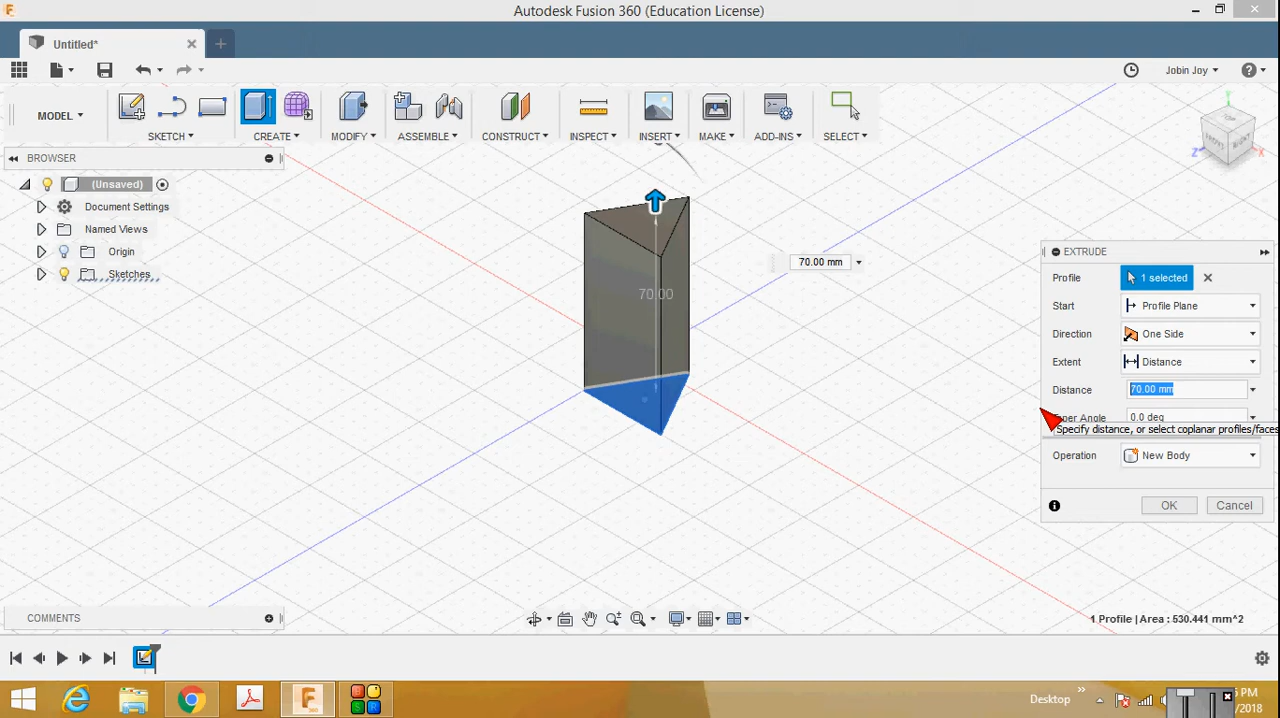 Autodesk Fusion 360 (Education License)
Untitled*
Jobin Joy
MODEL
SKETCH
CREATE
MODIFY
ASSEMBLE
CONSTRUCT
INSPECT
INSERT
MAKE
ADD-INS
SELECT
BROWSER
(Unsaved)
Document Settings
Named Views
Origin
Sketches
70.00 mm
70.00
EXTRUDE
Profile 1 selected
Start Profile Plane
Direction One Side
Extent Distance
Distance 70.00 mm
Taper Angle 0.0 deg
Specify distance, or select coplanar profiles/faces
Operation New Body
OK Cancel
COMMENTS
1 Profile | Area : 530.441 mm^2
Desktop
PM
/2018